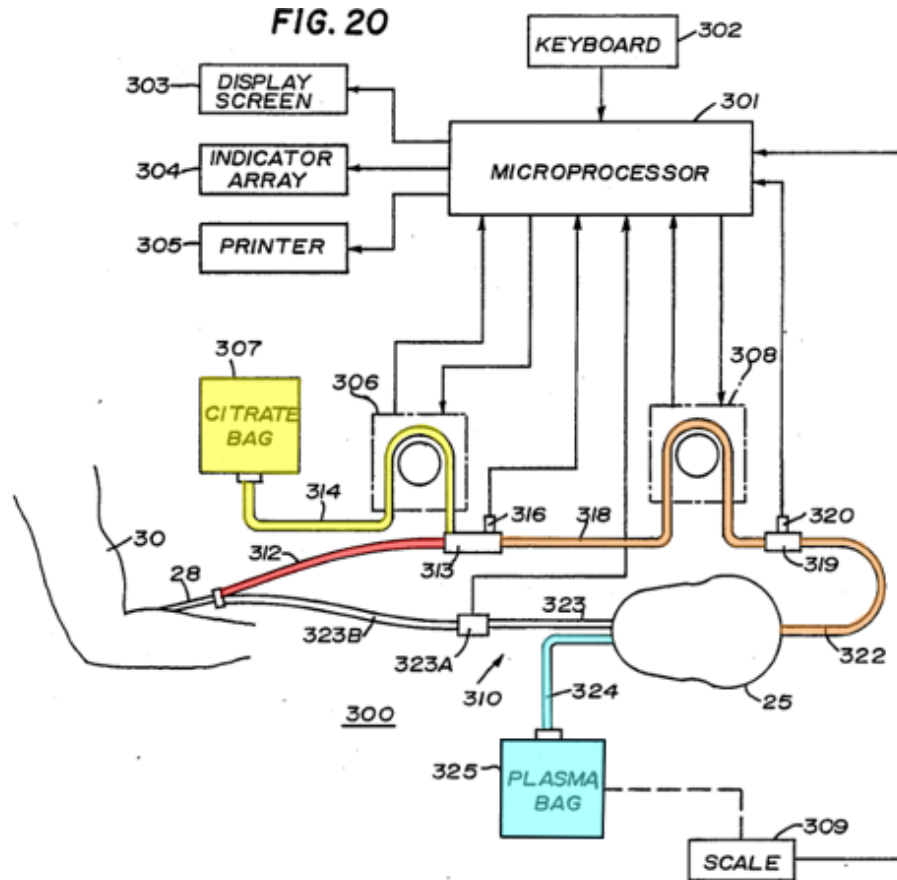 FIG. 20
KEYBOARD
302
303
DISPLAY
SCREEN
301
304
INDICATOR
ARRAY
MICROPROCESSOR
305
PRINTER
307
306
308
CITRATE
BAG
314
316
318
320
30
312
313
319
28
323
323B
323A
322
310
324
25
300
325
PLASMA
BAG
309
SCALE